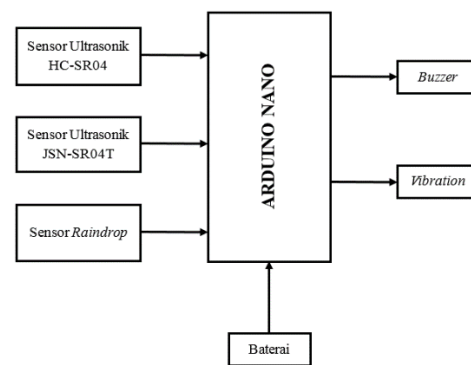 Sensor Ultrasonik
HC-SR04
Sensor Ultrasonik
JSN-SR04T
Sensor Raindrop
ARDUINO NANO
Buzzer
Vibration
Baterai